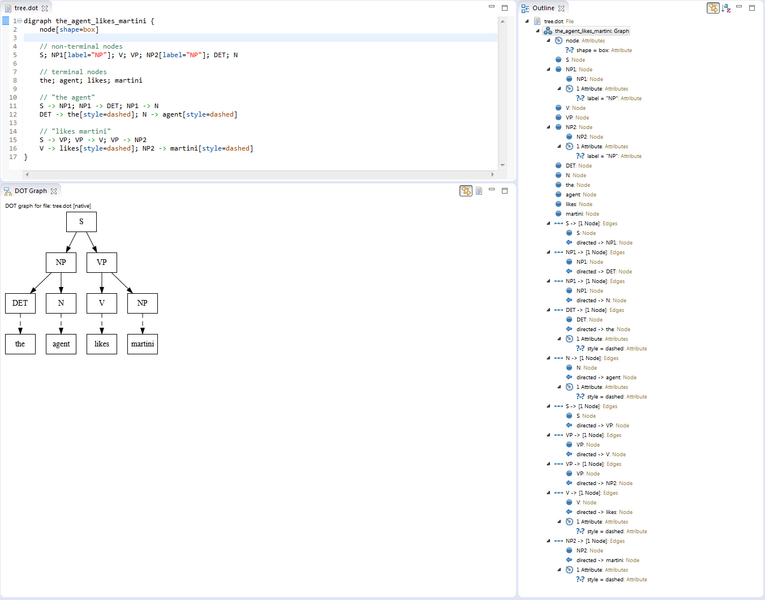 tree.dot
1 digraph the_agent_likes_martini {
2 node[shape=box]
3
4 // non-terminal nodes
5 S; NP1[label="NP"]; V; VP; NP2[label="NP"]; DET; N
6
7 // terminal nodes
8 the; agent; likes; martini
9
10 // "the agent"
11 S -> NP1; NP1 -> DET; NP1 -> N
12 DET -> the[style=dashed]; N -> agent[style=dashed]
13
14 // "likes martini"
15 S -> VP; VP -> V; VP -> NP2
16 V -> likes[style=dashed]; NP2 -> martini[style=dashed]
17 }
DOT Graph
DOT graph for file: tree.dot [native]
S
NP VP
DET N V NP
the agent likes martini
Outline
tree.dot: File
the_agent_likes_martini: Graph
node: Attributes
shape = box: Attribute
S: Node
NP1: Node
NP1: Node
1 Attribute: Attributes
label = "NP": Attribute
V: Node
VP: Node
NP2: Node
NP2: Node
1 Attribute: Attributes
label = "NP": Attribute
DET: Node
N: Node
the: Node
agent: Node
likes: Node
martini: Node
S -> [1 Node]: Edges
S: Node
directed -> NP1: Node
NP1 -> [1 Node]: Edges
NP1: Node
directed -> DET: Node
NP1 -> [1 Node]: Edges
NP1: Node
directed -> N: Node
DET -> [1 Node]: Edges
DET: Node
directed -> the: Node
1 Attribute: Attributes
style = dashed: Attribute
N -> [1 Node]: Edges
N: Node
directed -> agent: Node
1 Attribute: Attributes
style = dashed: Attribute
S -> [1 Node]: Edges
S: Node
directed -> VP: Node
VP -> [1 Node]: Edges
VP: Node
directed -> V: Node
VP -> [1 Node]: Edges
VP: Node
directed -> NP2: Node
V -> [1 Node]: Edges
V: Node
directed -> likes: Node
1 Attribute: Attributes
style = dashed: Attribute
NP2 -> [1 Node]: Edges
NP2: Node
directed -> martini: Node
1 Attribute: Attributes
style = dashed: Attribute